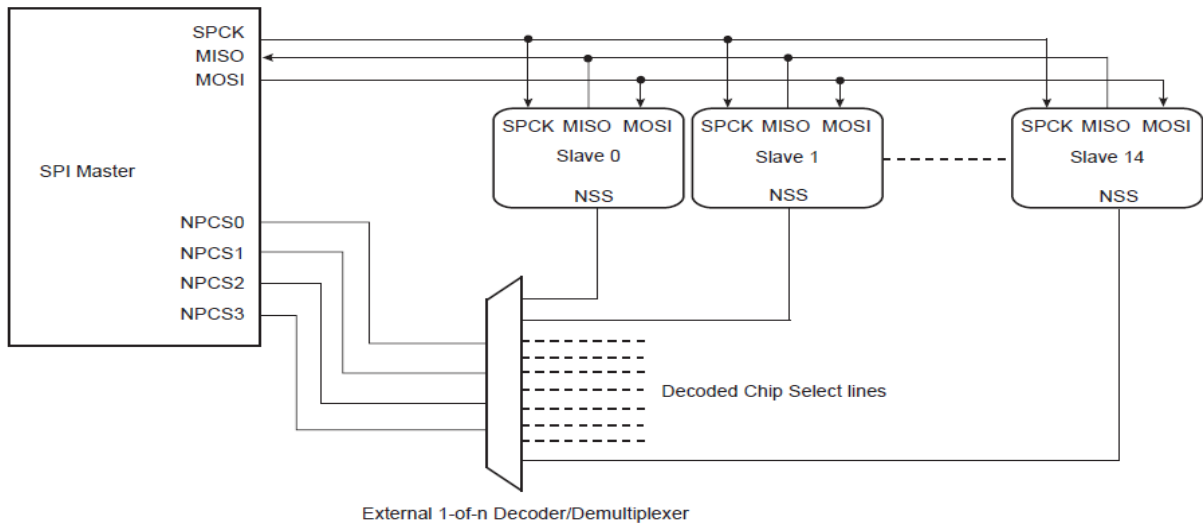 SPCK
MISO
MOSI
SPI Master
NPCS0
NPCS1
NPCS2
NPCS3
SPCK MISO MOSI
Slave 0
NSS
SPCK MISO MOSI
Slave 1
NSS
SPCK MISO MOSI
Slave 14
NSS
Decoded Chip Select lines
External 1-of-n Decoder/Demultiplexer